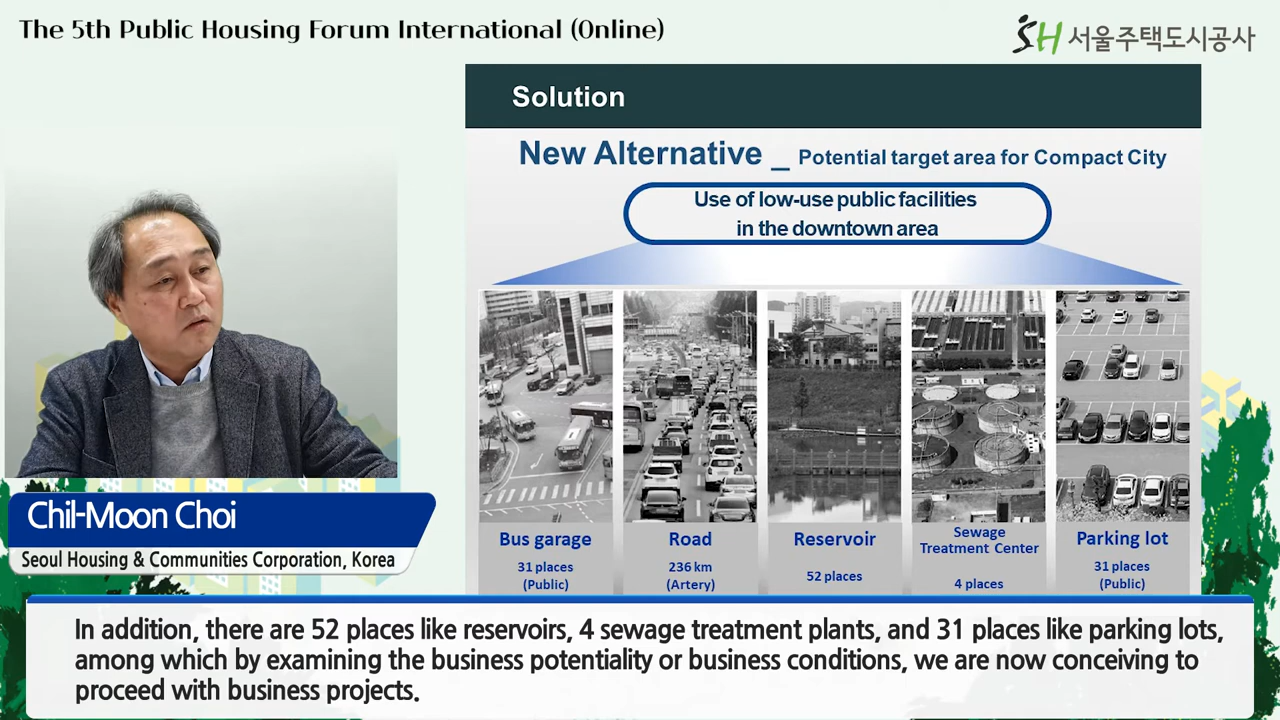 The 5th Public Housing Forum International (Online)
SH 서울주택도시공사
Solution
New Alternative _ Potential target area for Compact City
Use of low-use public facilities
in the downtown area
Bus garage
31 places
(Public)
Road
236 km
(Artery)
Reservoir
52 places
Sewage
Treatment Center
4 places
Parking lot
31 places
(Public)
Chil-Moon Choi
Seoul Housing & Communities Corporation, Korea
In addition, there are 52 places like reservoirs, 4 sewage treatment plants, and 31 places like parking lots,
among which by examining the business potentiality or business conditions, we are now conceiving to
proceed with business projects.